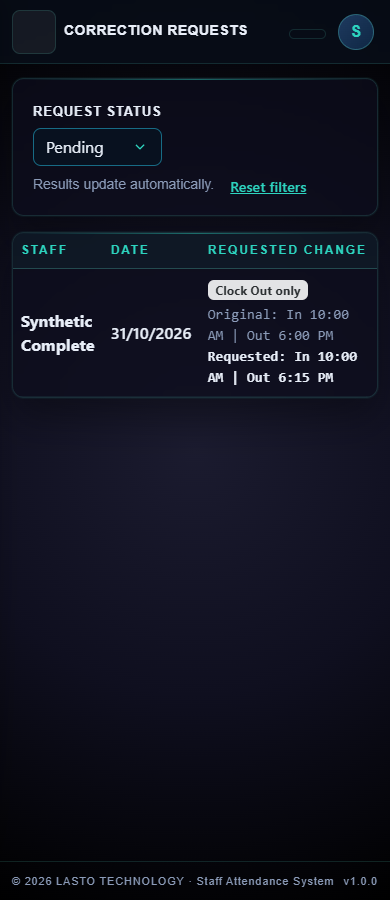 CORRECTION REQUESTS
S
REQUEST STATUS
Pending
Results update automatically. Reset filters
STAFF DATE REQUESTED CHANGE
Synthetic
Complete
31/10/2026
Clock Out only
Original: In 10:00
AM | Out 6:00 PM
Requested: In 10:00
AM | Out 6:15 PM
© 2026 LASTO TECHNOLOGY · Staff Attendance System v1.0.0